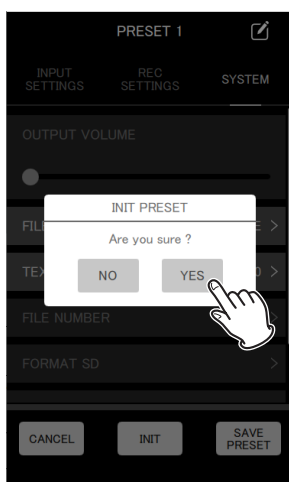 PRESET 1
INPUT
SETTINGS
REC
SETTINGS
SYSTEM
OUTPUT VOLUME
INIT PRESET
Are you sure ?
NO
YES
FILE NUMBER
FORMAT SD
CANCEL
INIT
SAVE
PRESET